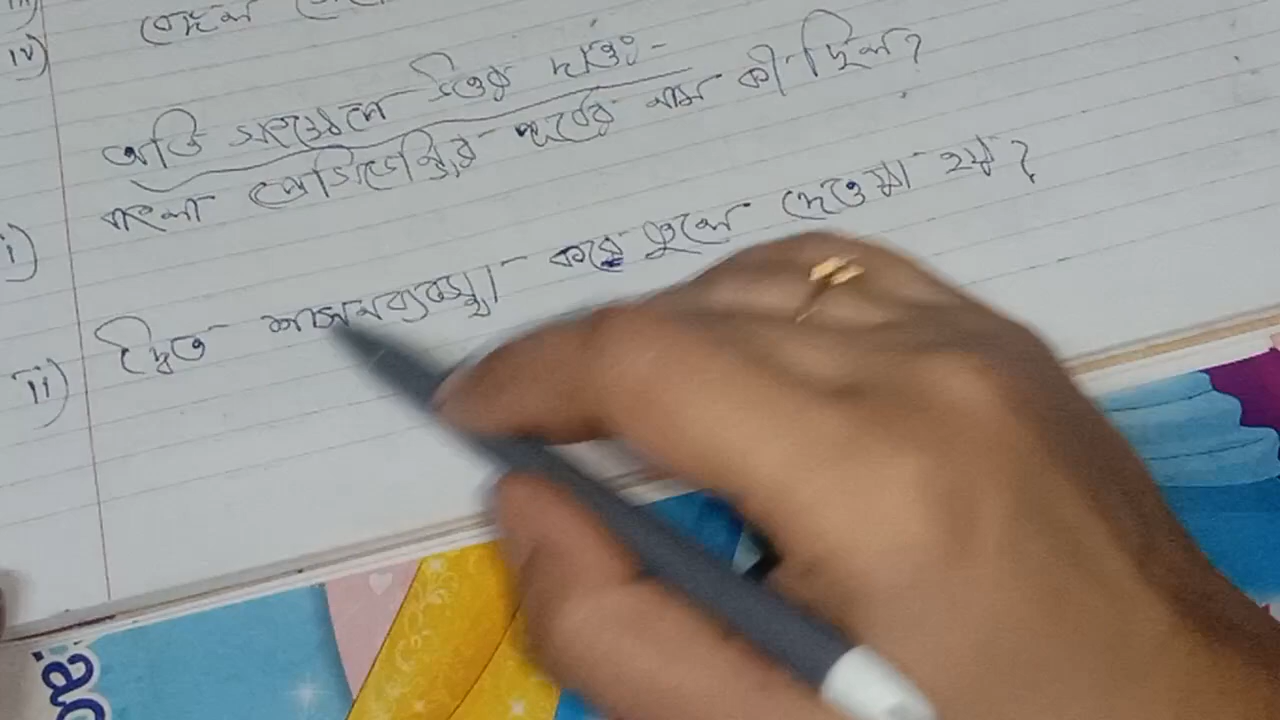 iv)
অতি সংক্ষেপে উত্তর দাওঃ-
i) বাংলা প্রেসিডেন্সির পূর্বের নাম কী ছিল?
ii) দ্বৈত শাসনব্যবস্থা কবে তুলে দেওয়া হয়?